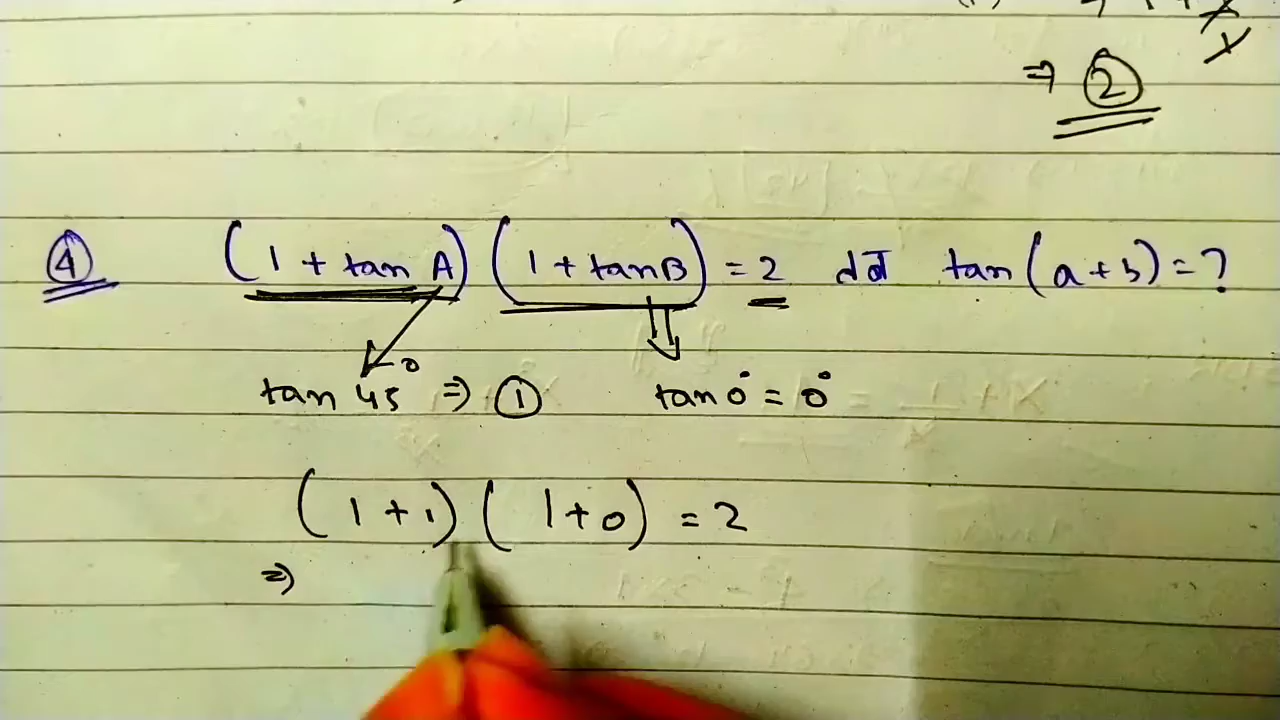 ⇒ 2
④ (1 + tan A) (1 + tan B) = 2 तो tan (a + b) = ?
tan 45° ⇒ ① tan 0° = 0°
(1 + 1) (1 + 0) = 2
⇒